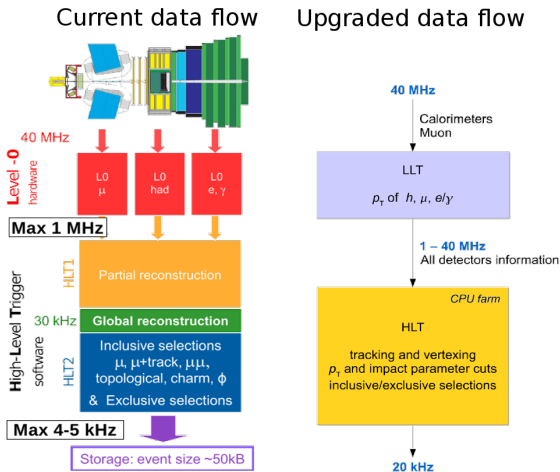 Current data flow
40 MHz
Level -0
hardware
L0
μ
L0
had
L0
e, γ
Max 1 MHz
High-Level Trigger
software
HLT1
Partial reconstruction
30 kHz
Global reconstruction
HLT2
Inclusive selections
μ, μ+track, μμ,
topological, charm, ϕ
& Exclusive selections
Max 4-5 kHz
Storage: event size ~50kB
Upgraded data flow
40 MHz
Calorimeters
Muon
LLT
pT of h, μ, e/γ
1 – 40 MHz
All detectors information
CPU farm
HLT
tracking and vertexing
pT and impact parameter cuts
inclusive/exclusive selections
20 kHz